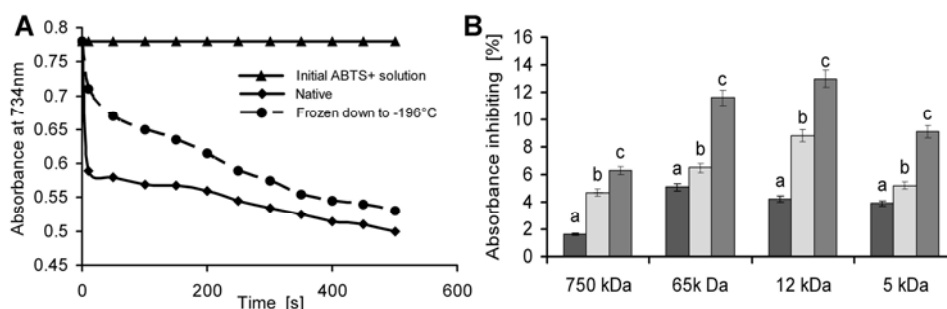 A
Absorbance at 734nm
0.8
0.75
0.7
0.65
0.6
0.55
0.5
0.45
Initial ABTS+ solution
Native
Frozen down to -196°C
0
200
400
600
Time [s]
B
Absorbance inhibiting [%]
16
14
12
10
8
6
4
2
0
a
b
c
a
b
c
a
b
c
a
b
c
750 kDa
65k Da
12 kDa
5 kDa